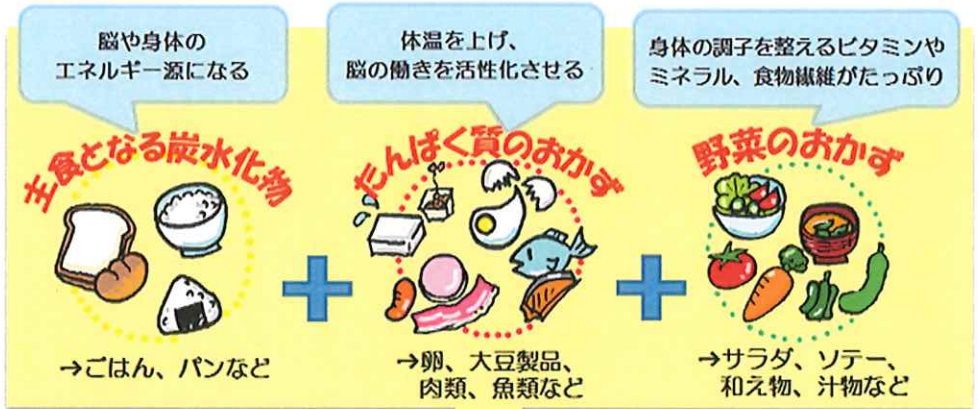 脳や身体の
エネルギー源になる
主食となる炭水化物
→ごはん、パンなど
体温を上げ、
脳の働きを活性化させる
たんぱく質のおかず
→卵、大豆製品、
肉類、魚類など
身体の調子を整えるビタミンや
ミネラル、食物繊維がたっぷり
野菜のおかず
→サラダ、ソテー、
和え物、汁物など